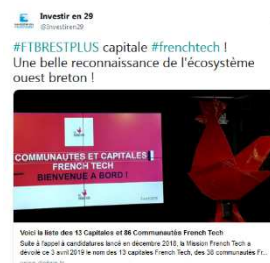 Investir en 29
@Investiren29
#FTBRESTPLUS capitale #frenchtech !
Une belle reconnaissance de l'écosystème
ouest breton !
COMMUNAUTES ET CAPITALES
FRENCH TECH
BIENVENUE A BORD !
Voici la liste des 13 Capitales et 86 Communautés French Tech
Suite à l'appel à candidatures lancé en décembre 2018, la Mission French Tech a
dévoilé ce 3 avril 2019 le nom des 13 capitales French Tech, des 38 communautés Fr...